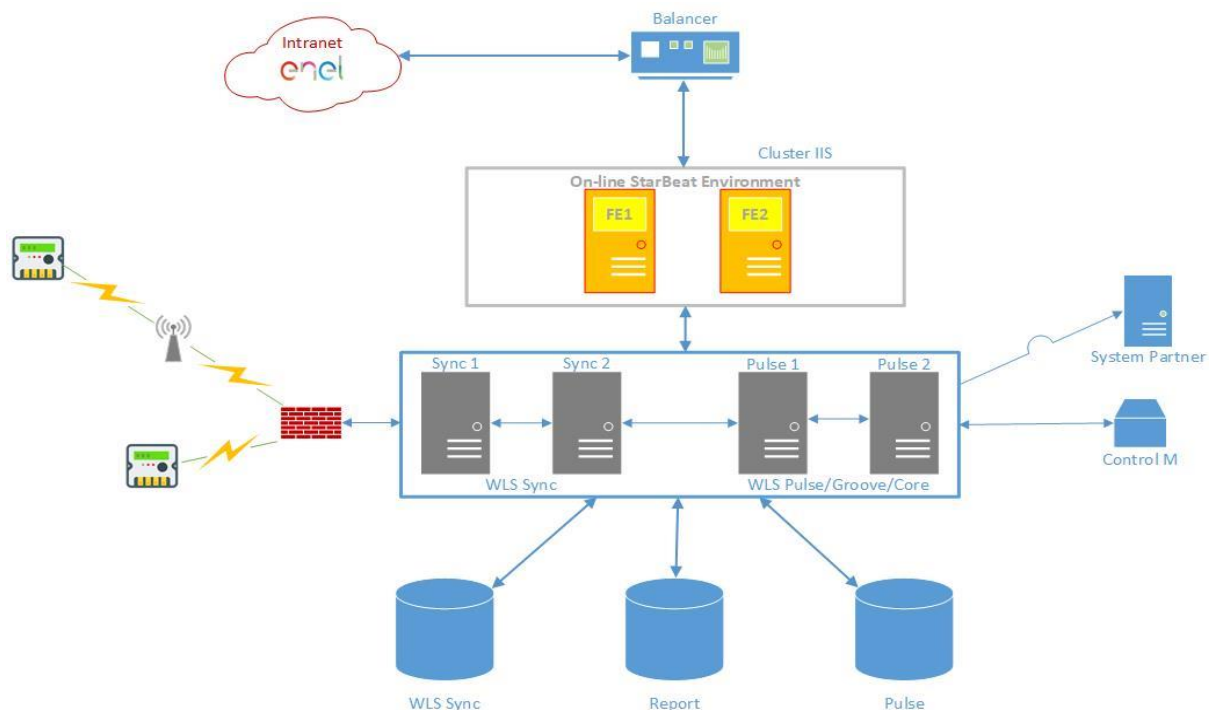 Balancer
Intranet
enel
Cluster IIS
On-line StarBeat Environment
FE1
FE2
Sync 1
Sync 2
Pulse 1
Pulse 2
System Partner
WLS Sync
WLS Pulse/Groove/Core
Control M
WLS Sync
Report
Pulse